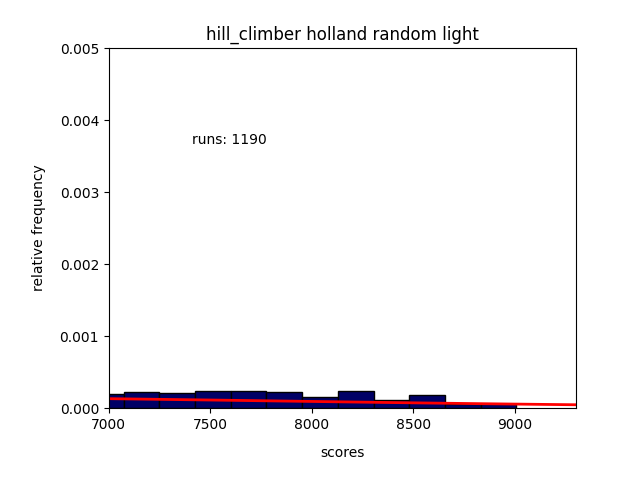 hill_climber holland random light
0.005
0.004
runs: 1190
0.003
relative frequency
0.002
0.001
0.000
7000 7500 8000 8500 9000
scores